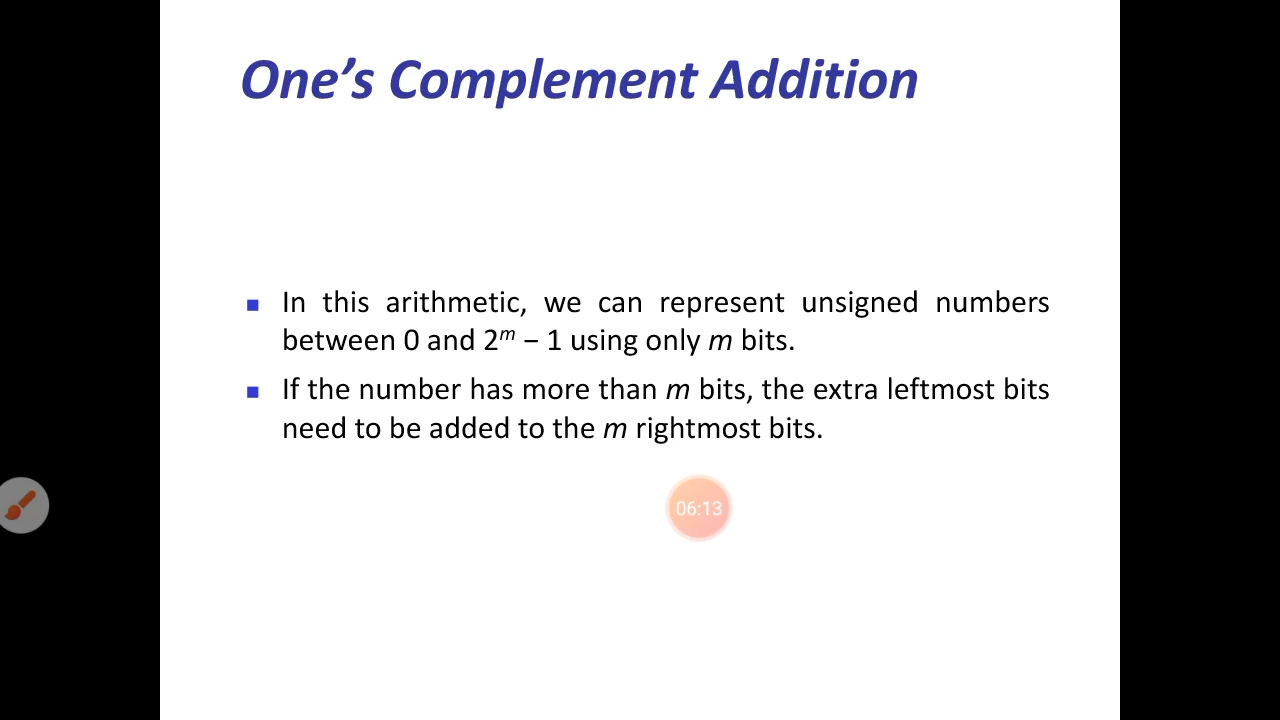 One’s Complement Addition
▪ In this arithmetic, we can represent unsigned numbers
between 0 and 2ᵐ − 1 using only m bits.
▪ If the number has more than m bits, the extra leftmost bits
need to be added to the m rightmost bits.
06:13